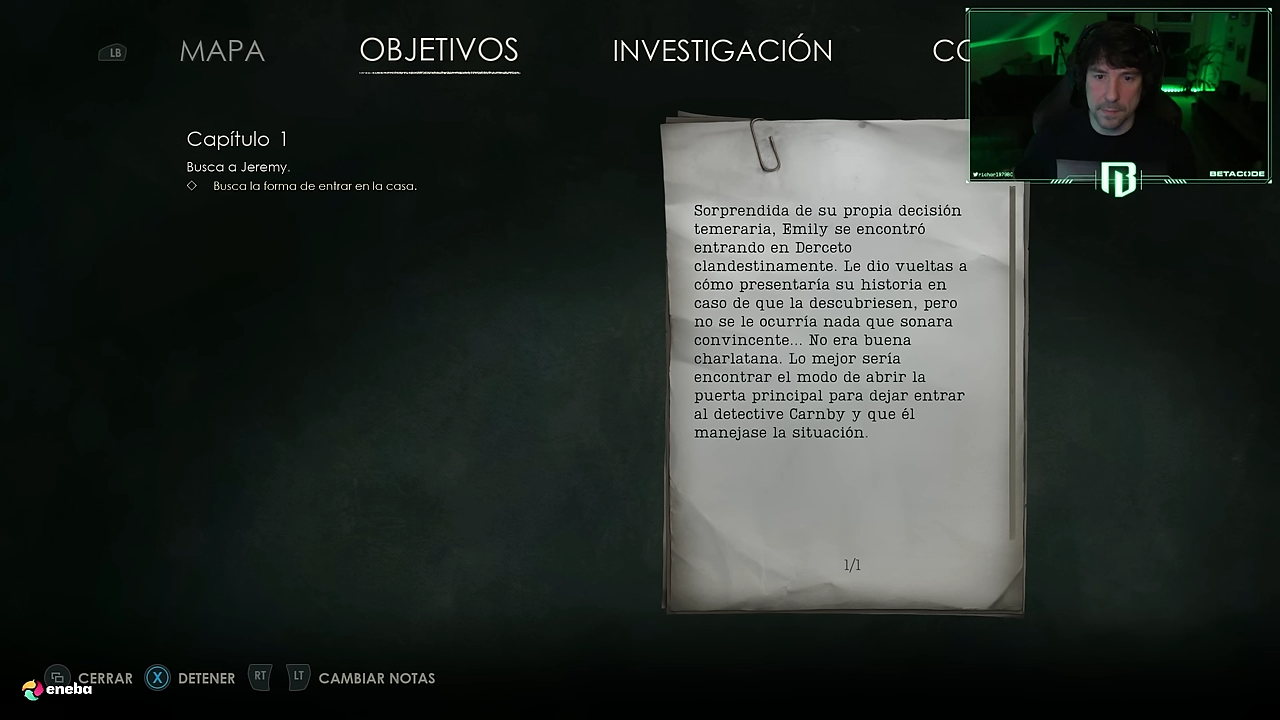 LB
MAPA
OBJETIVOS
INVESTIGACIÓN
CO
Capítulo 1
Busca a Jeremy.
Busca la forma de entrar en la casa.
BETACODE
Sorprendida de su propia decisión
temeraria, Emily se encontró
entrando en Derceto
clandestinamente. Le dio vueltas a
cómo presentaría su historia en
caso de que la descubriesen, pero
no se le ocurría nada que sonara
convincente... No era buena
charlatana. Lo mejor sería
encontrar el modo de abrir la
puerta principal para dejar entrar
al detective Carnby y que él
manejase la situación.
1/1
CERRAR
X
DETENER
RT
LT
CAMBIAR NOTAS
eneba